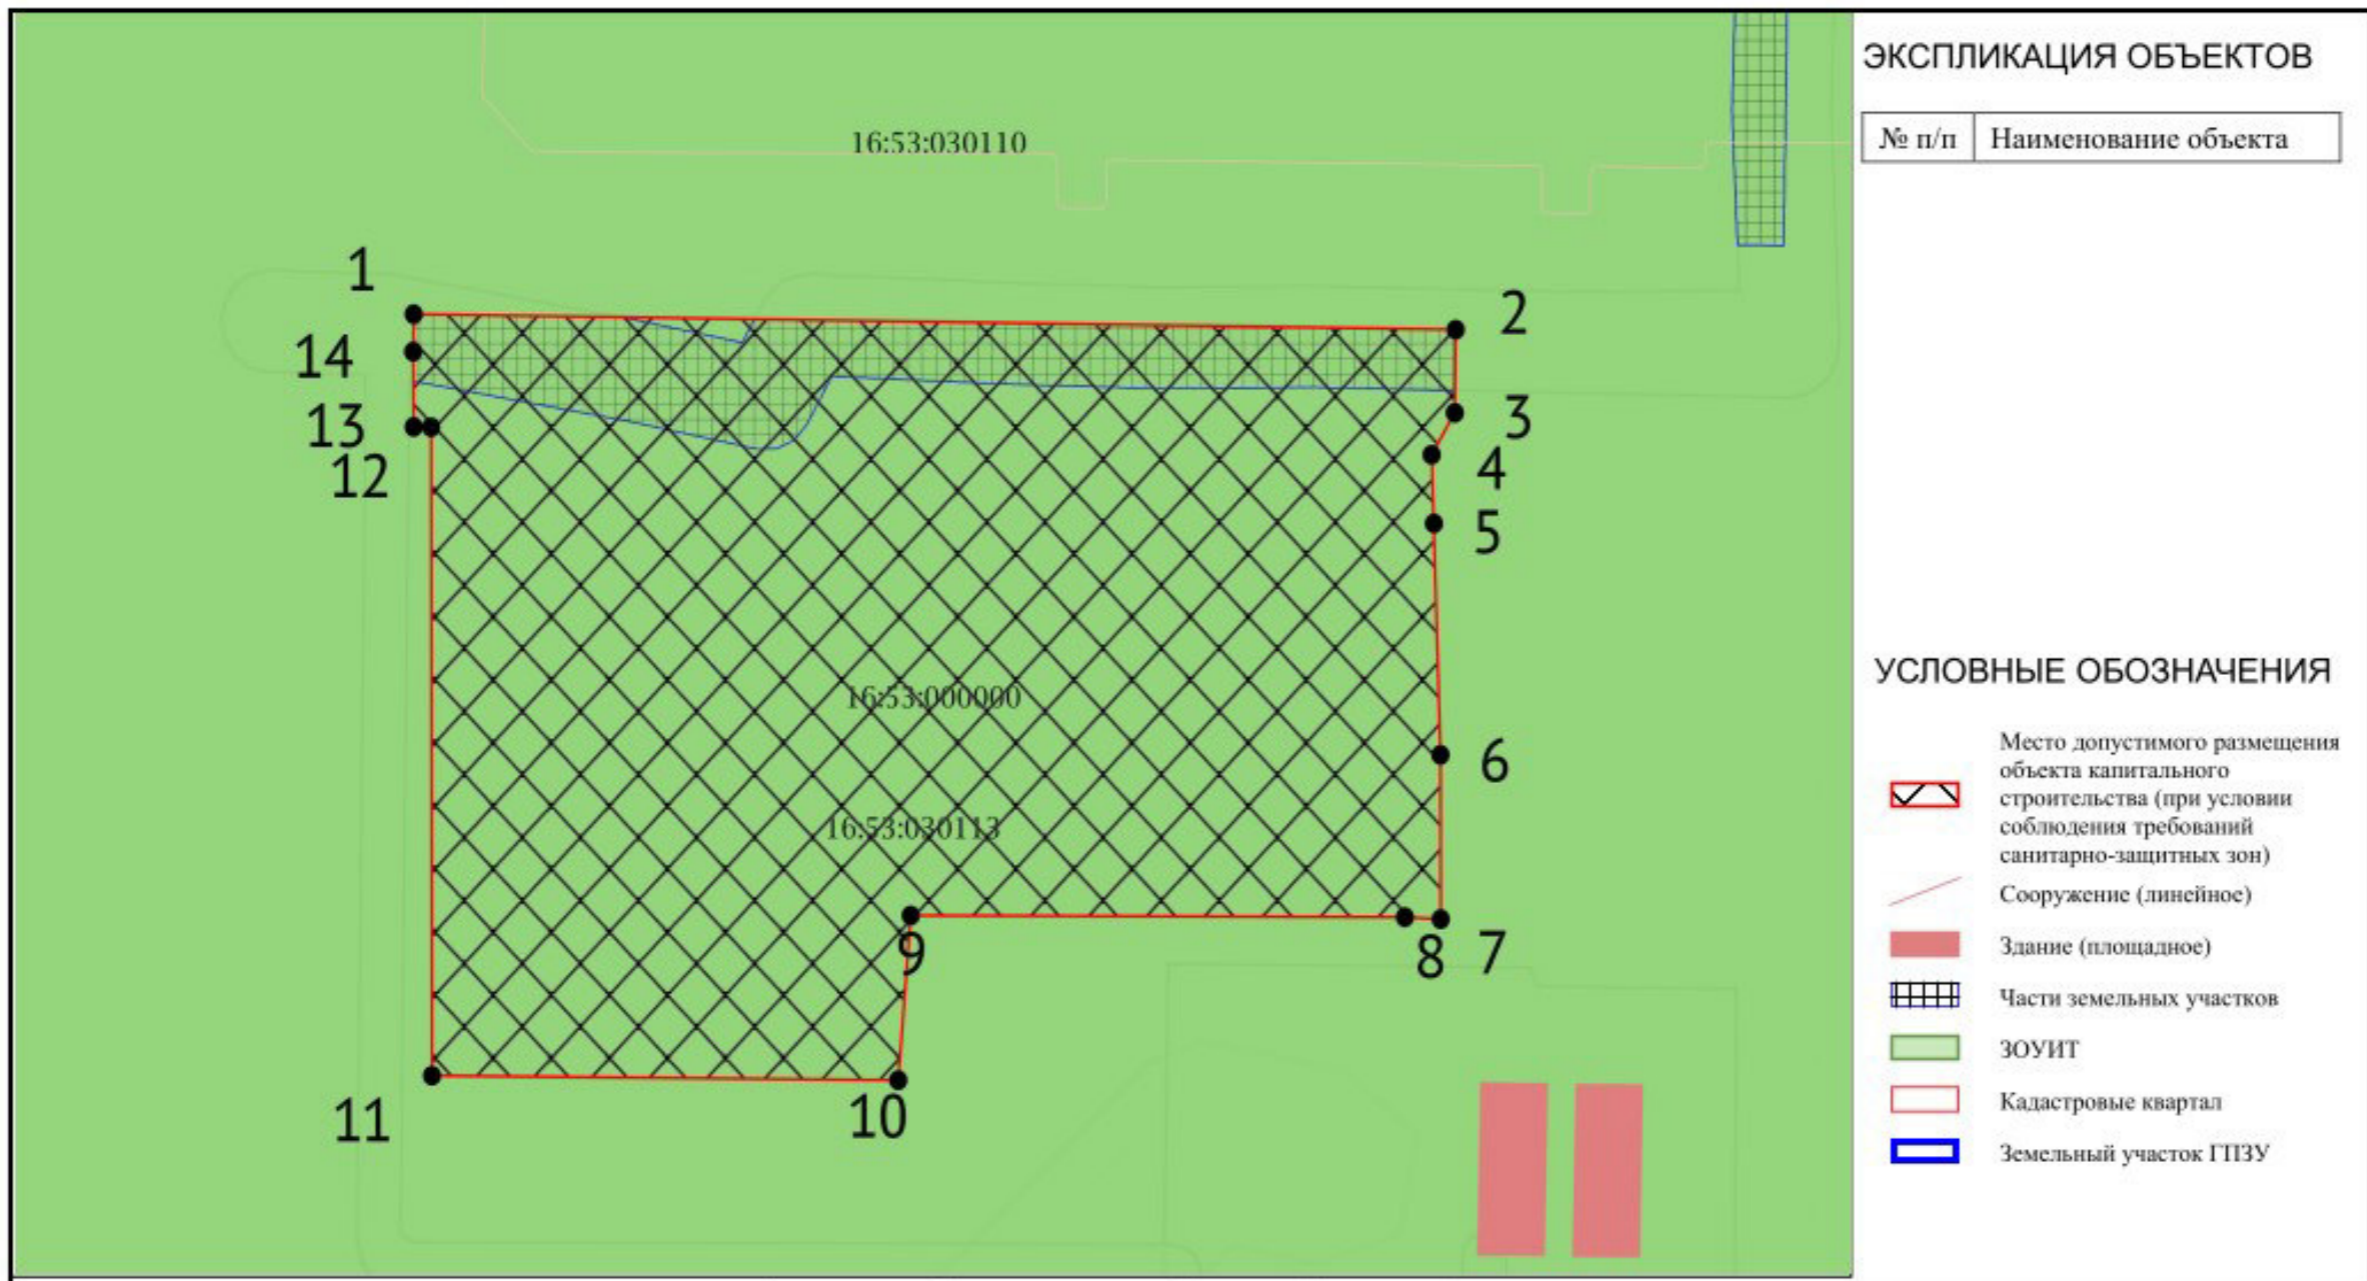 16:53:030110
1
2
14
3
13
4
12
5
16:53:000000
6
16:53:030113
9
8
7
11
10
ЭКСПЛИКАЦИЯ ОБЪЕКТОВ
№ п/п Наименование объекта
УСЛОВНЫЕ ОБОЗНАЧЕНИЯ
Место допустимого размещения
объекта капитального
строительства (при условии
соблюдения требований
санитарно-защитных зон)
Сооружение (линейное)
Здание (площадное)
Части земельных участков
ЗОУИТ
Кадастровые квартал
Земельный участок ГПЗУ